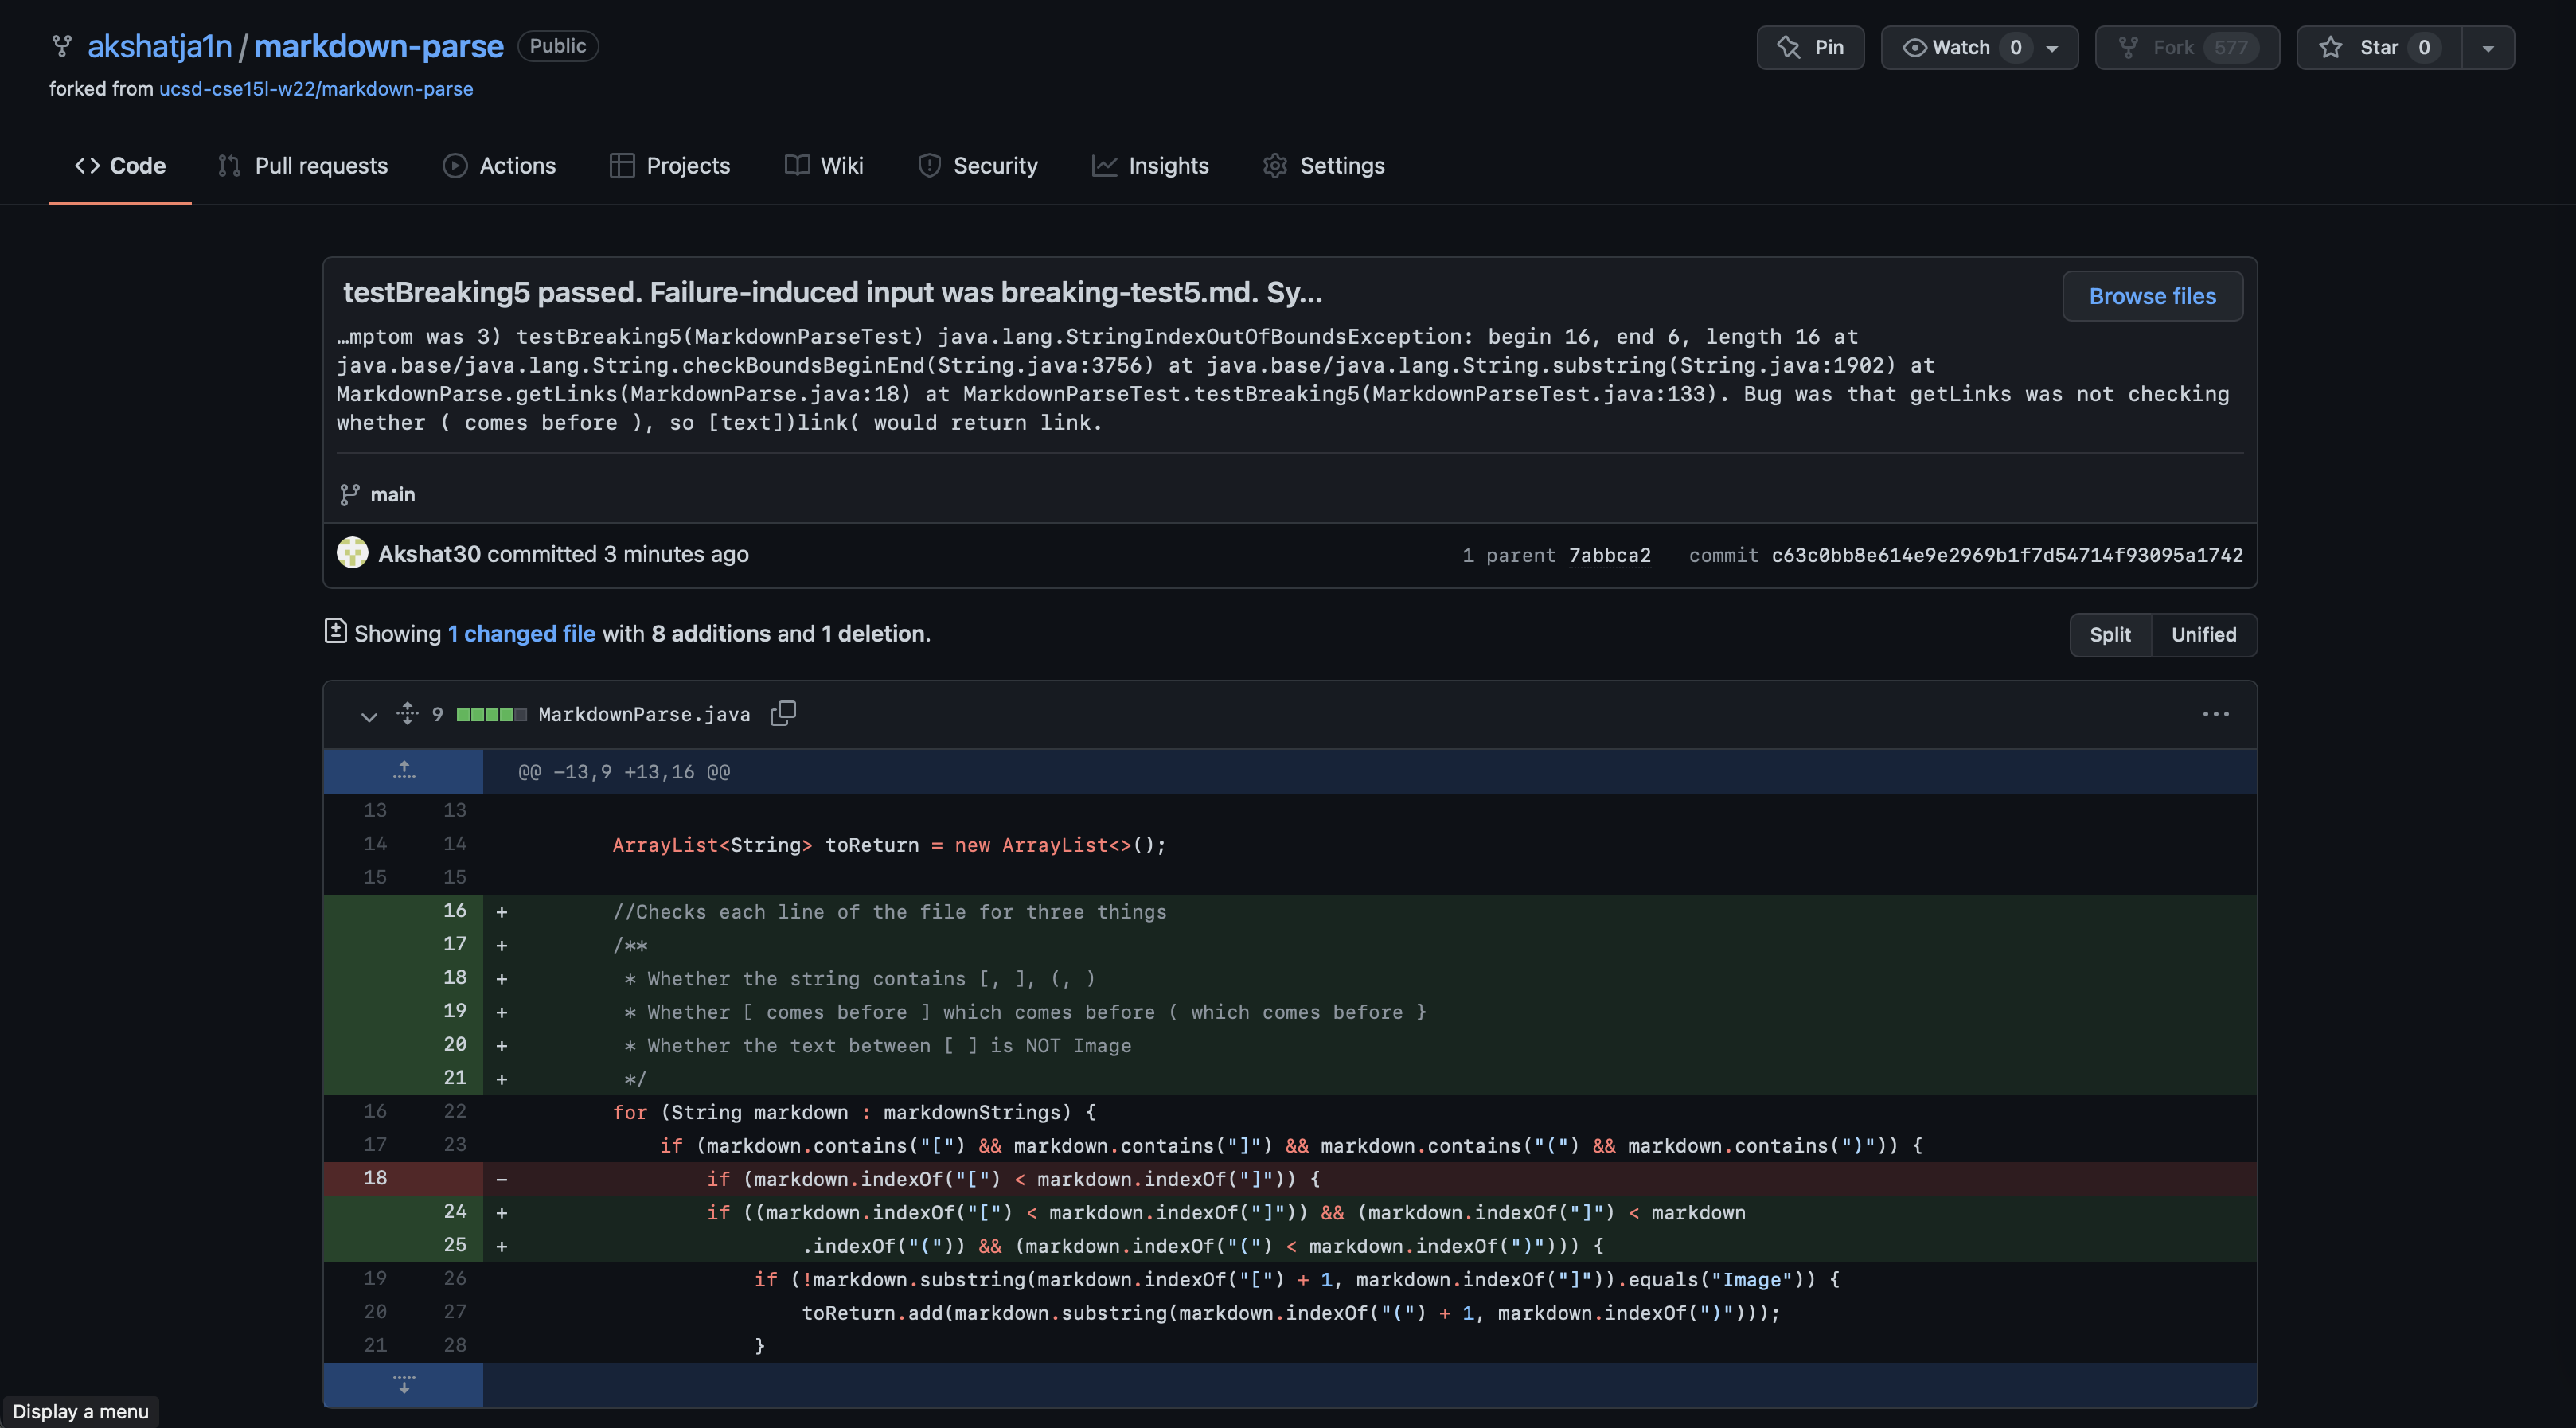 akshatja1n / markdown-parse Public
Pin Watch 0 Fork 577 Star 0
forked from ucsd-cse15l-w22/markdown-parse
Code Pull requests Actions Projects Wiki Security Insights Settings
testBreaking5 passed. Failure-induced input was breaking-test5.md. Sy...
Browse files
…mptom was 3) testBreaking5(MarkdownParseTest) java.lang.StringIndexOutOfBoundsException: begin 16, end 6, length 16 at
java.base/java.lang.String.checkBoundsBeginEnd(String.java:3756) at java.base/java.lang.String.substring(String.java:1902) at
MarkdownParse.getLinks(MarkdownParse.java:18) at MarkdownParseTest.testBreaking5(MarkdownParseTest.java:133). Bug was that getLinks was not checking
whether ( comes before ), so [text])link( would return link.
main
Akshat30 committed 3 minutes ago
1 parent 7abbca2 commit c63c0bb8e614e9e2969b1f7d54714f93095a1742
Showing 1 changed file with 8 additions and 1 deletion.
Split Unified
9 MarkdownParse.java
@@ -13,9 +13,16 @@
13 13
14 14 ArrayList<String> toReturn = new ArrayList<>();
15 15
16 + //Checks each line of the file for three things
17 + /**
18 + * Whether the string contains [, ], (, )
19 + * Whether [ comes before ] which comes before ( which comes before }
20 + * Whether the text between [ ] is NOT Image
21 + */
16 22 for (String markdown : markdownStrings) {
17 23 if (markdown.contains("[") && markdown.contains("]") && markdown.contains("(") && markdown.contains(")")) {
18 - if (markdown.indexOf("[") < markdown.indexOf("]")) {
24 + if ((markdown.indexOf("[") < markdown.indexOf("]")) && (markdown.indexOf("]") < markdown
25 + .indexOf("(")) && (markdown.indexOf("(") < markdown.indexOf(")"))) {
19 26 if (!markdown.substring(markdown.indexOf("[") + 1, markdown.indexOf("]")).equals("Image")) {
20 27 toReturn.add(markdown.substring(markdown.indexOf("(") + 1, markdown.indexOf(")")));
21 28 }
Display a menu